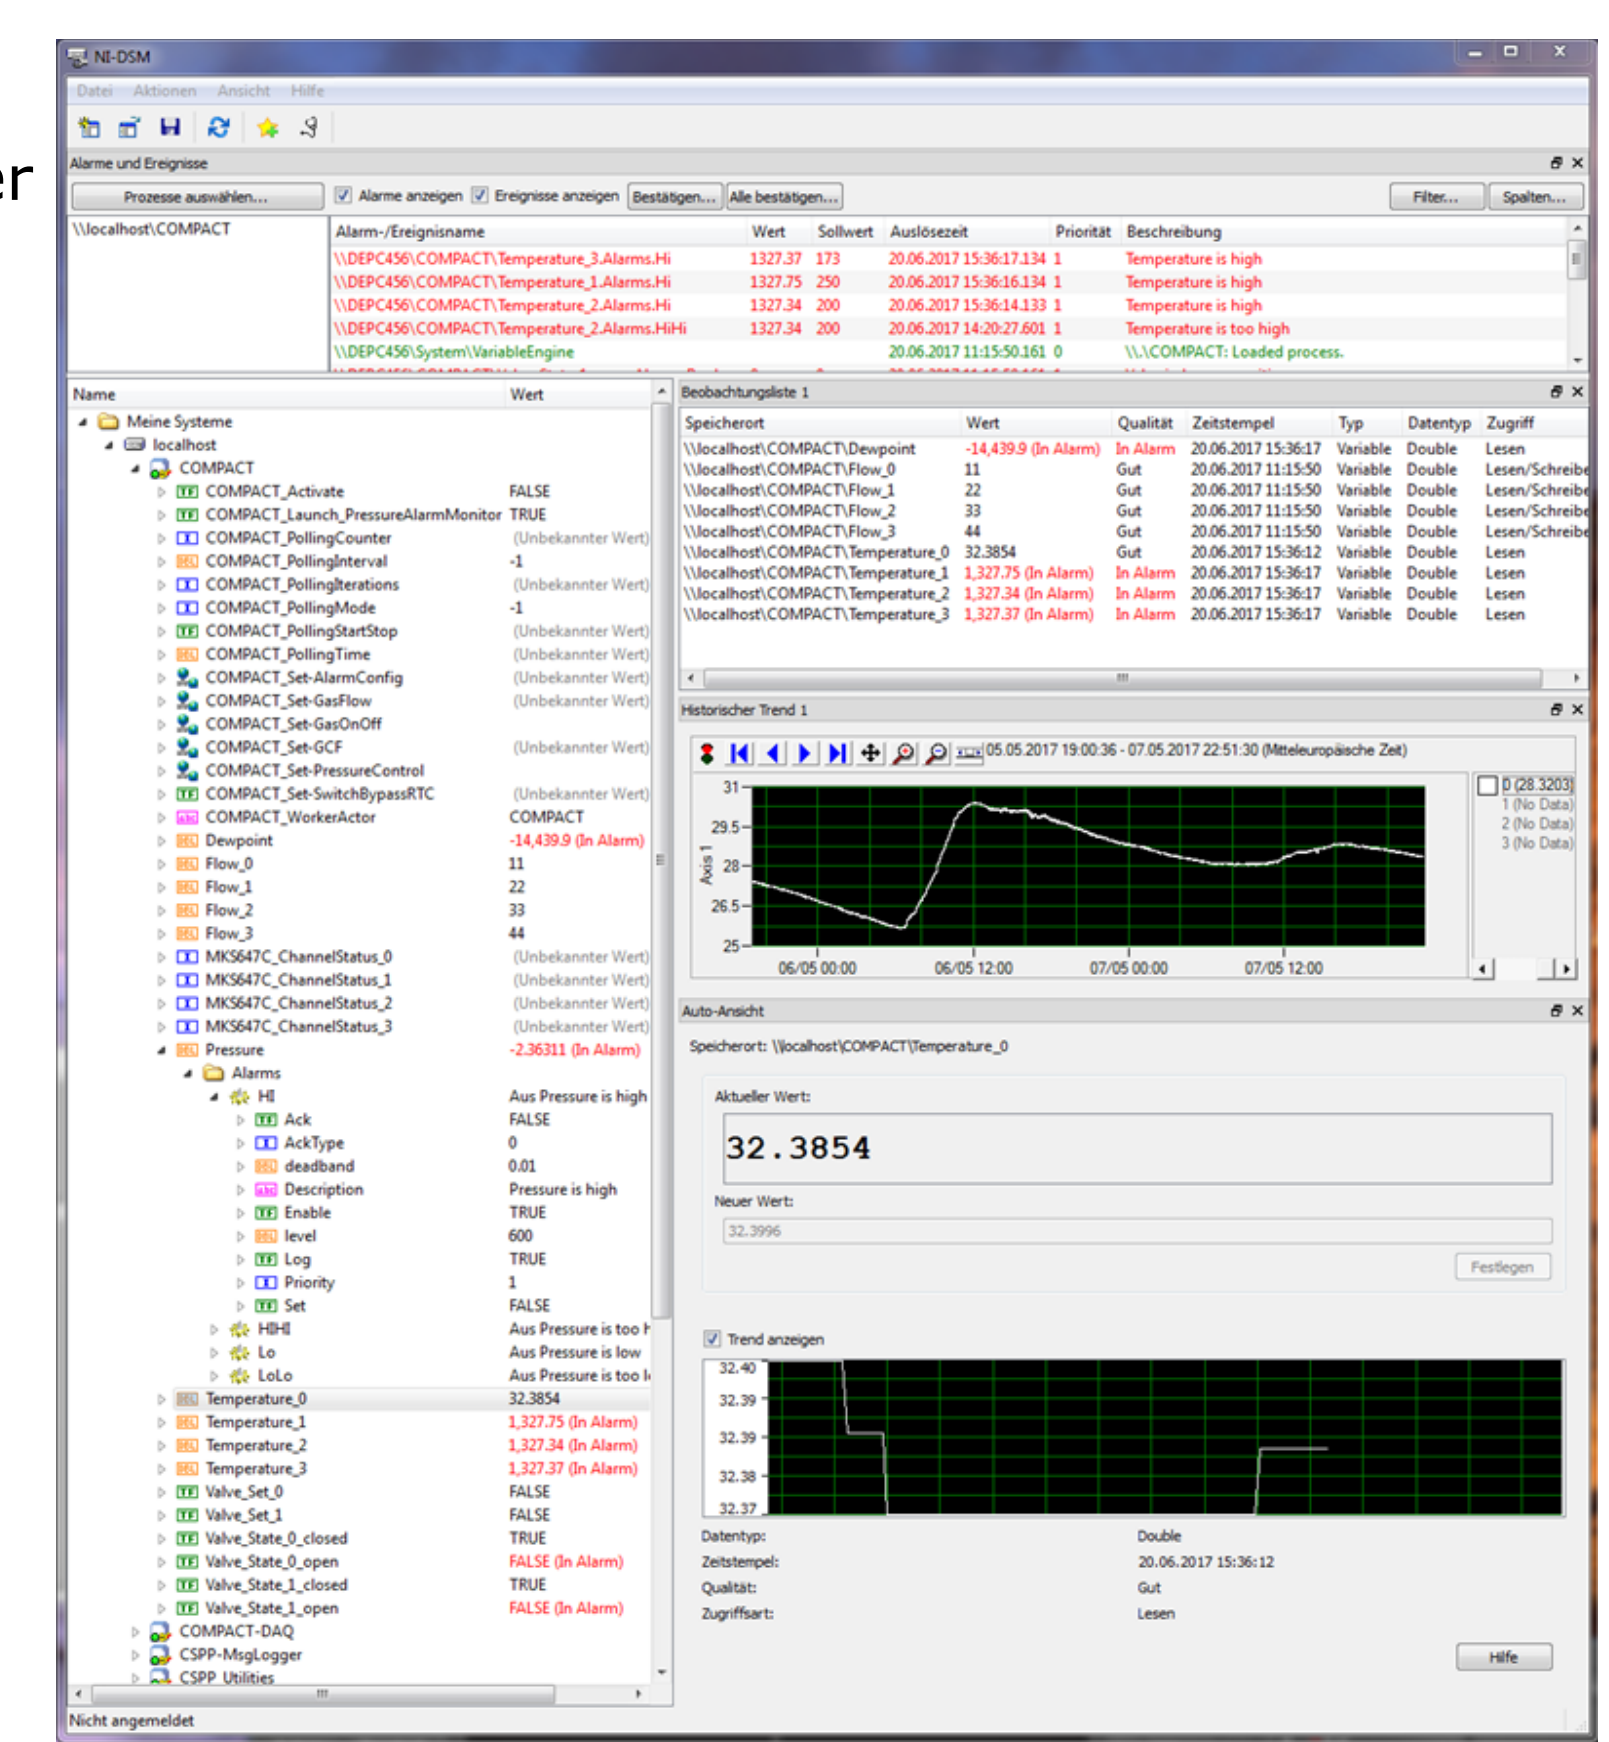 er
NI-DSM
Datei Aktionen Ansicht Hilfe
Alarme und Ereignisse
Prozesse auswählen... Alarme anzeigen Ereignisse anzeigen Bestätigen... Alle bestätigen... Filter... Spalten...
\\localhost\COMPACT
Alarm-/Ereignisname Wert Sollwert Auslösezeit Priorität Beschreibung
\\DEPC456\COMPACT\Temperature_3.Alarms.Hi 1327.37 173 20.06.2017 15:36:17.134 1 Temperature is high
\\DEPC456\COMPACT\Temperature_1.Alarms.Hi 1327.75 250 20.06.2017 15:36:16.134 1 Temperature is high
\\DEPC456\COMPACT\Temperature_2.Alarms.Hi 1327.34 200 20.06.2017 15:36:14.133 1 Temperature is high
\\DEPC456\COMPACT\Temperature_2.Alarms.HiHi 1327.34 200 20.06.2017 14:20:27.601 1 Temperature is too high
\\DEPC456\System\VariableEngine 20.06.2017 11:15:50.161 0 \\.\COMPACT: Loaded process.
Name Wert
Meine Systeme
localhost
COMPACT
COMPACT_Activate FALSE
COMPACT_Launch_PressureAlarmMonitor TRUE
COMPACT_PollingCounter (Unbekannter Wert)
COMPACT_PollingInterval -1
COMPACT_PollingIterations (Unbekannter Wert)
COMPACT_PollingMode -1
COMPACT_PollingStartStop (Unbekannter Wert)
COMPACT_PollingTime (Unbekannter Wert)
COMPACT_Set-AlarmConfig (Unbekannter Wert)
COMPACT_Set-GasFlow (Unbekannter Wert)
COMPACT_Set-GasOnOff
COMPACT_Set-GCF (Unbekannter Wert)
COMPACT_Set-PressureControl
COMPACT_Set-SwitchBypassRTC (Unbekannter Wert)
COMPACT_WorkerActor COMPACT
Dewpoint -14,439.9 (In Alarm)
Flow_0 11
Flow_1 22
Flow_2 33
Flow_3 44
MKS647C_ChannelStatus_0 (Unbekannter Wert)
MKS647C_ChannelStatus_1 (Unbekannter Wert)
MKS647C_ChannelStatus_2 (Unbekannter Wert)
MKS647C_ChannelStatus_3 (Unbekannter Wert)
Pressure -2.36311 (In Alarm)
Alarms
HI Aus Pressure is high
Ack FALSE
AckType 0
deadband 0.01
Description Pressure is high
Enable TRUE
level 600
Log TRUE
Priority 1
Set FALSE
HIHI Aus Pressure is too h
Lo Aus Pressure is low
LoLo Aus Pressure is too l
Temperature_0 32.3854
Temperature_1 1,327.75 (In Alarm)
Temperature_2 1,327.34 (In Alarm)
Temperature_3 1,327.37 (In Alarm)
Valve_Set_0 FALSE
Valve_Set_1 FALSE
Valve_State_0_closed TRUE
Valve_State_0_open FALSE (In Alarm)
Valve_State_1_closed TRUE
Valve_State_1_open FALSE (In Alarm)
COMPACT-DAQ
CSPP-MsgLogger
CSPP Utilities
Nicht angemeldet
Beobachtungsliste 1
Speicherort Wert Qualität Zeitstempel Typ Datentyp Zugriff
\\localhost\COMPACT\Dewpoint -14,439.9 (In Alarm) In Alarm 20.06.2017 15:36:17 Variable Double Lesen
\\localhost\COMPACT\Flow_0 11 Gut 20.06.2017 11:15:50 Variable Double Lesen/Schreibe
\\localhost\COMPACT\Flow_1 22 Gut 20.06.2017 11:15:50 Variable Double Lesen/Schreibe
\\localhost\COMPACT\Flow_2 33 Gut 20.06.2017 11:15:50 Variable Double Lesen/Schreibe
\\localhost\COMPACT\Flow_3 44 Gut 20.06.2017 11:15:50 Variable Double Lesen/Schreibe
\\localhost\COMPACT\Temperature_0 32.3854 Gut 20.06.2017 15:36:12 Variable Double Lesen
\\localhost\COMPACT\Temperature_1 1,327.75 (In Alarm) In Alarm 20.06.2017 15:36:17 Variable Double Lesen
\\localhost\COMPACT\Temperature_2 1,327.34 (In Alarm) In Alarm 20.06.2017 15:36:17 Variable Double Lesen
\\localhost\COMPACT\Temperature_3 1,327.37 (In Alarm) In Alarm 20.06.2017 15:36:17 Variable Double Lesen
Historischer Trend 1
05.05.2017 19:00:36 - 07.05.2017 22:51:30 (Mitteleuropäische Zeit)
31
29.5
28
26.5
25
Axis 1
06/05 00:00 06/05 12:00 07/05 00:00 07/05 12:00
0 (28.3203)
1 (No Data)
2 (No Data)
3 (No Data)
Auto-Ansicht
Speicherort: \\localhost\COMPACT\Temperature_0
Aktueller Wert:
32.3854
Neuer Wert:
32.3996
Festlegen
Trend anzeigen
32.40
32.39
32.39
32.38
32.37
Datentyp: Double
Zeitstempel: 20.06.2017 15:36:12
Qualität: Gut
Zugriffsart: Lesen
Hilfe